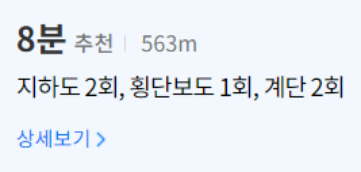 8분 추천 563m
지하도 2회, 횡단보도 1회, 계단 2회
상세보기 >